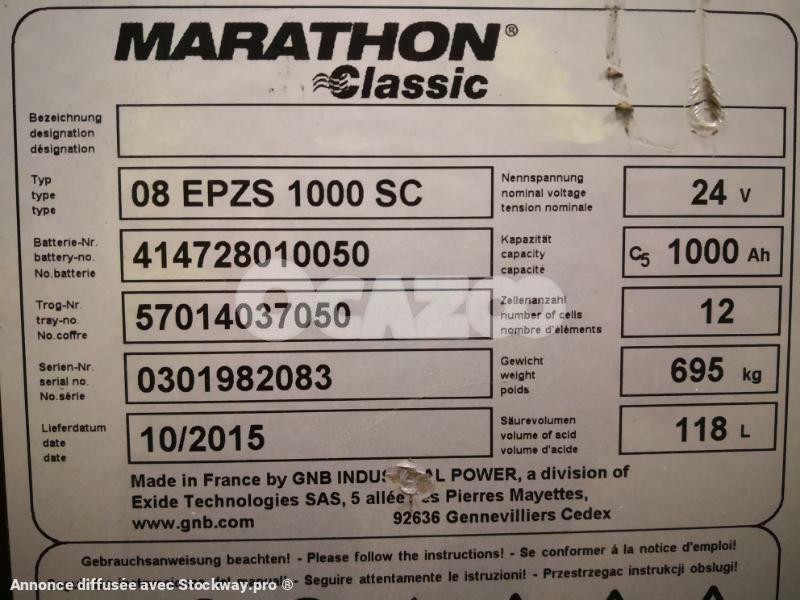 MARATHON®
Classic
Bezeichnung
designation
désignation
Typ
type
type
08 EPZS 1000 SC
Nennspannung
nominal voltage
tension nominale
24 V
Batterie-Nr.
battery-no.
No.batterie
414728010050
Kapazität
capacity
capacité
C5 1000 Ah
Trog-Nr.
tray-no.
No.coffre
57014037050
Zellenanzahl
number of cells
nombre d'éléments
12
OCAZOO
Serien-Nr.
serial no.
No.série
0301982083
Gewicht
weight
poids
695 kg
Lieferdatum
date
date
10/2015
Säurevolumen
volume of acid
volume d'acide
118 L
Made in France by GNB POWER, a division of
Exide Technologies SAS, 5 allée Pierres Mayettes,
www.gnb.com 92636 Gennevilliers Cedex
Gebrauchsanweisung beachten! - Please follow the instructions! - Se conformer á la notice d'emploi!
- Seguire attentamente le istruzioni! - Przestrzegac instrukcji obslugi!
Annonce diffusée avec Stockway.pro ®